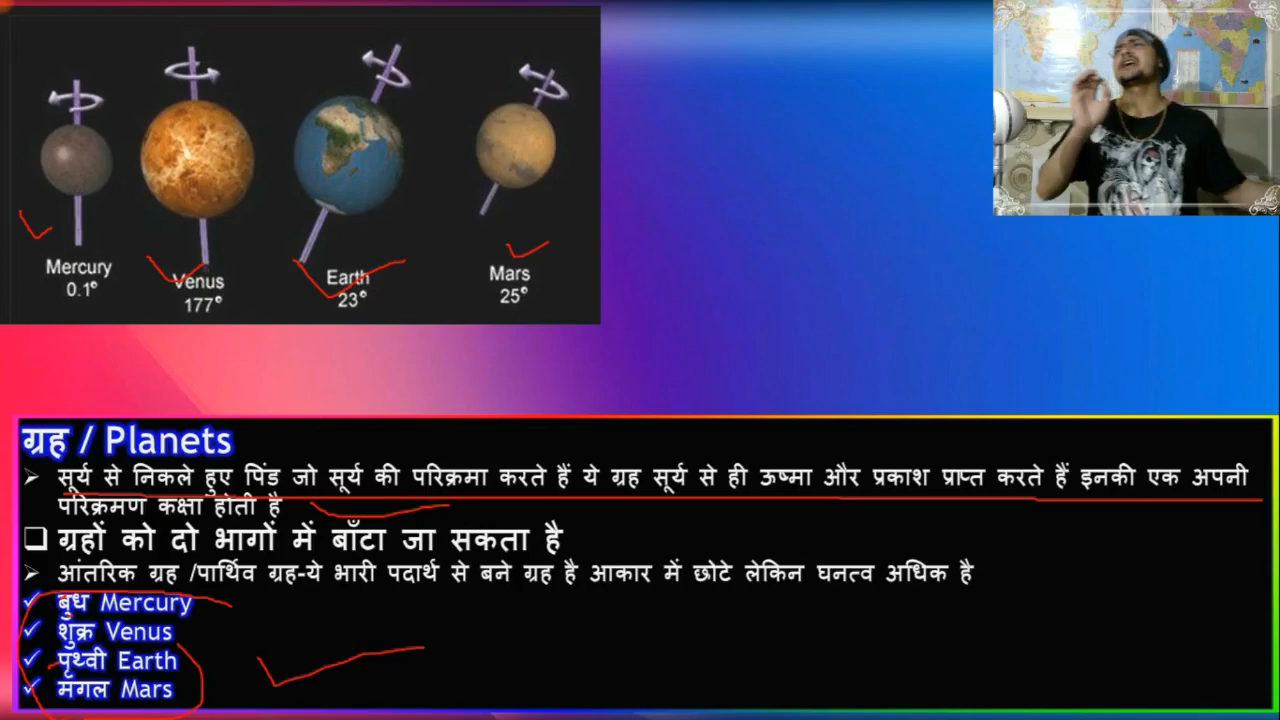 Mercury
0.1°
Venus
177°
Earth
23°
Mars
25°
ग्रह / Planets
➢ सूर्य से निकले हुए पिंड जो सूर्य की परिक्रमा करते हैं ये ग्रह सूर्य से ही ऊष्मा और प्रकाश प्राप्त करते हैं इनकी एक अपनी
परिक्रमण कक्षा होती है
❑ ग्रहों को दो भागों में बाँटा जा सकता है
➢ आंतरिक ग्रह /पार्थिव ग्रह-ये भारी पदार्थ से बने ग्रह है आकार में छोटे लेकिन घनत्व अधिक है
✓ बुध Mercury
✓ शुक्र Venus
✓ पृथ्वी Earth
✓ मंगल Mars